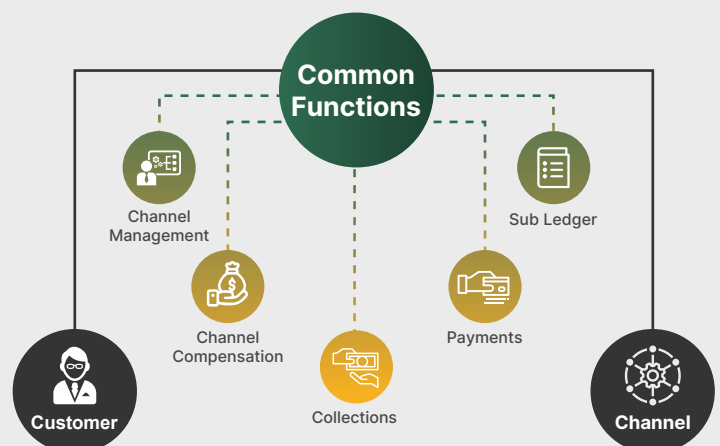 Common
Functions
Channel
Management
Sub Ledger
Channel
Compensation
Payments
Collections
Customer
Channel